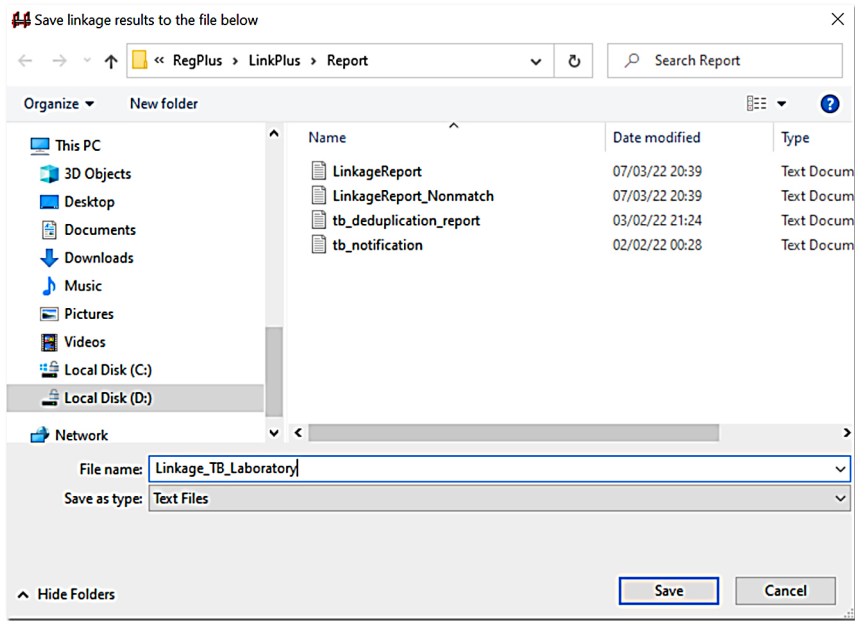 Save linkage results to the file below
« RegPlus › LinkPlus › Report
Search Report
Organize
New folder
Name Date modified Type
LinkageReport 07/03/22 20:39 Text Docum
LinkageReport_Nonmatch 07/03/22 20:39 Text Docum
tb_deduplication_report 03/02/22 21:24 Text Docum
tb_notification 02/02/22 00:28 Text Docum
This PC
3D Objects
Desktop
Documents
Downloads
Music
Pictures
Videos
Local Disk (C:)
Local Disk (D:)
Network
File name: Linkage_TB_Laboratory
Save as type: Text Files
Hide Folders
Save
Cancel